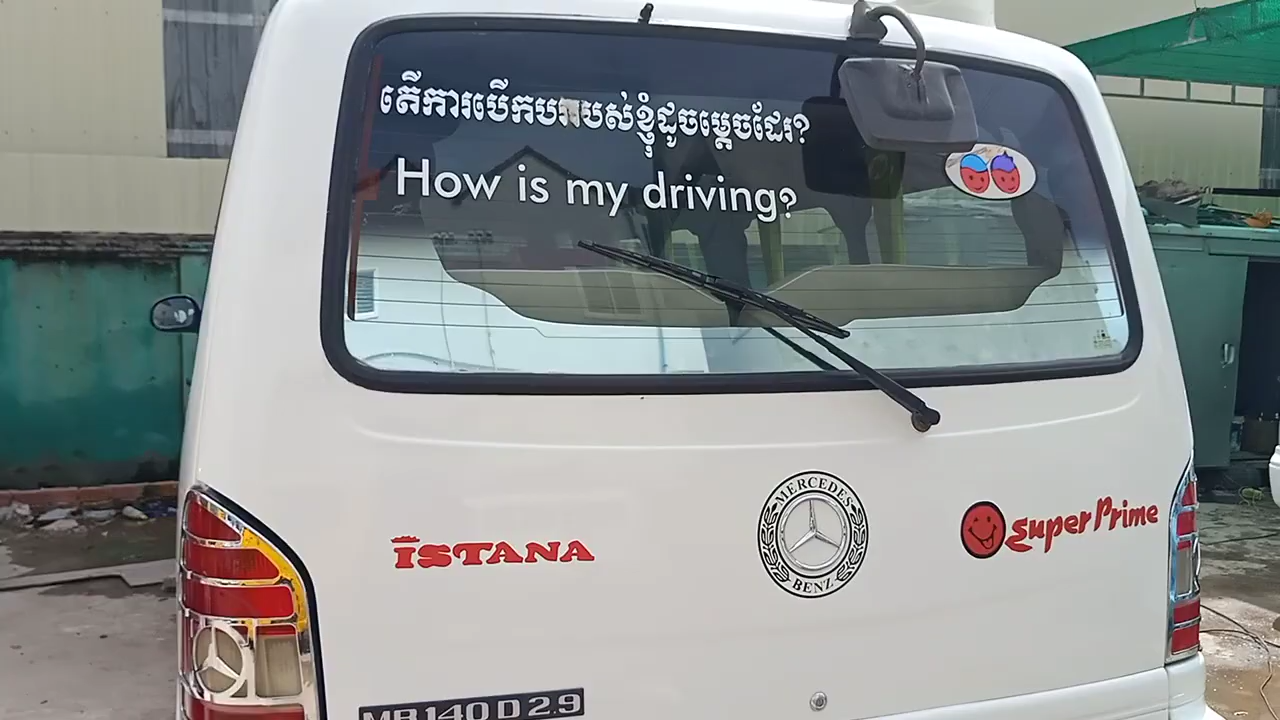 តើការបើកបររបស់ខ្ញុំដូចម្តេចដែរ?
How is my driving?
ISTANA
MERCEDES
BENZ
Super Prime
MB140 D 2.9